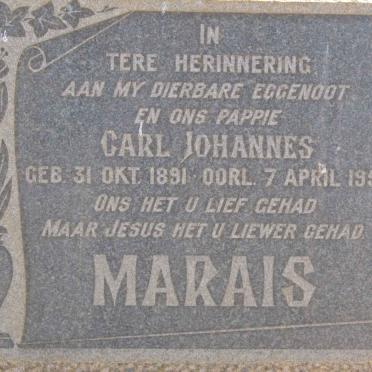 IN
TERE HERINNERING
AAN MY DIERBARE EGGENOOT
EN ONS PAPPIE
CARL JOHANNES
GEB. 31 OKT. 1891 OORL. 7 APRIL
ONS HET U LIEF GEHAD
MAAR JESUS HET U LIEWER GEHAD.
MARAIS